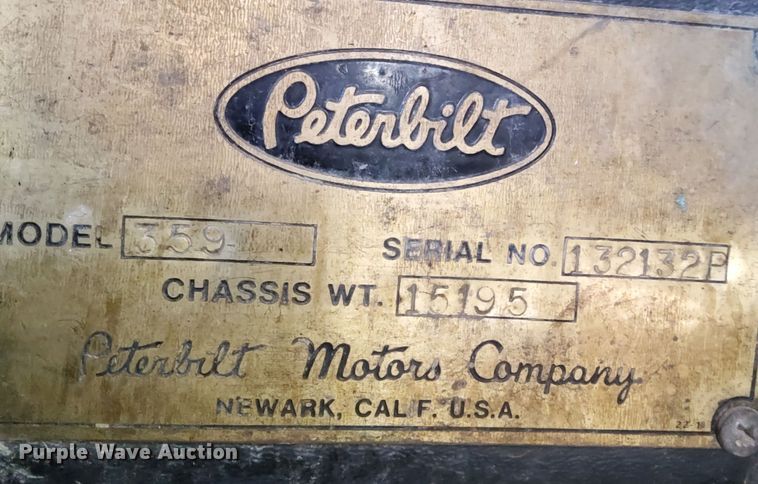 Peterbilt
MODEL 359 SERIAL NO. 132132P
CHASSIS WT. 15195
Peterbilt Motors Company
NEWARK, CALIF. U.S.A.
Purple Wave Auction